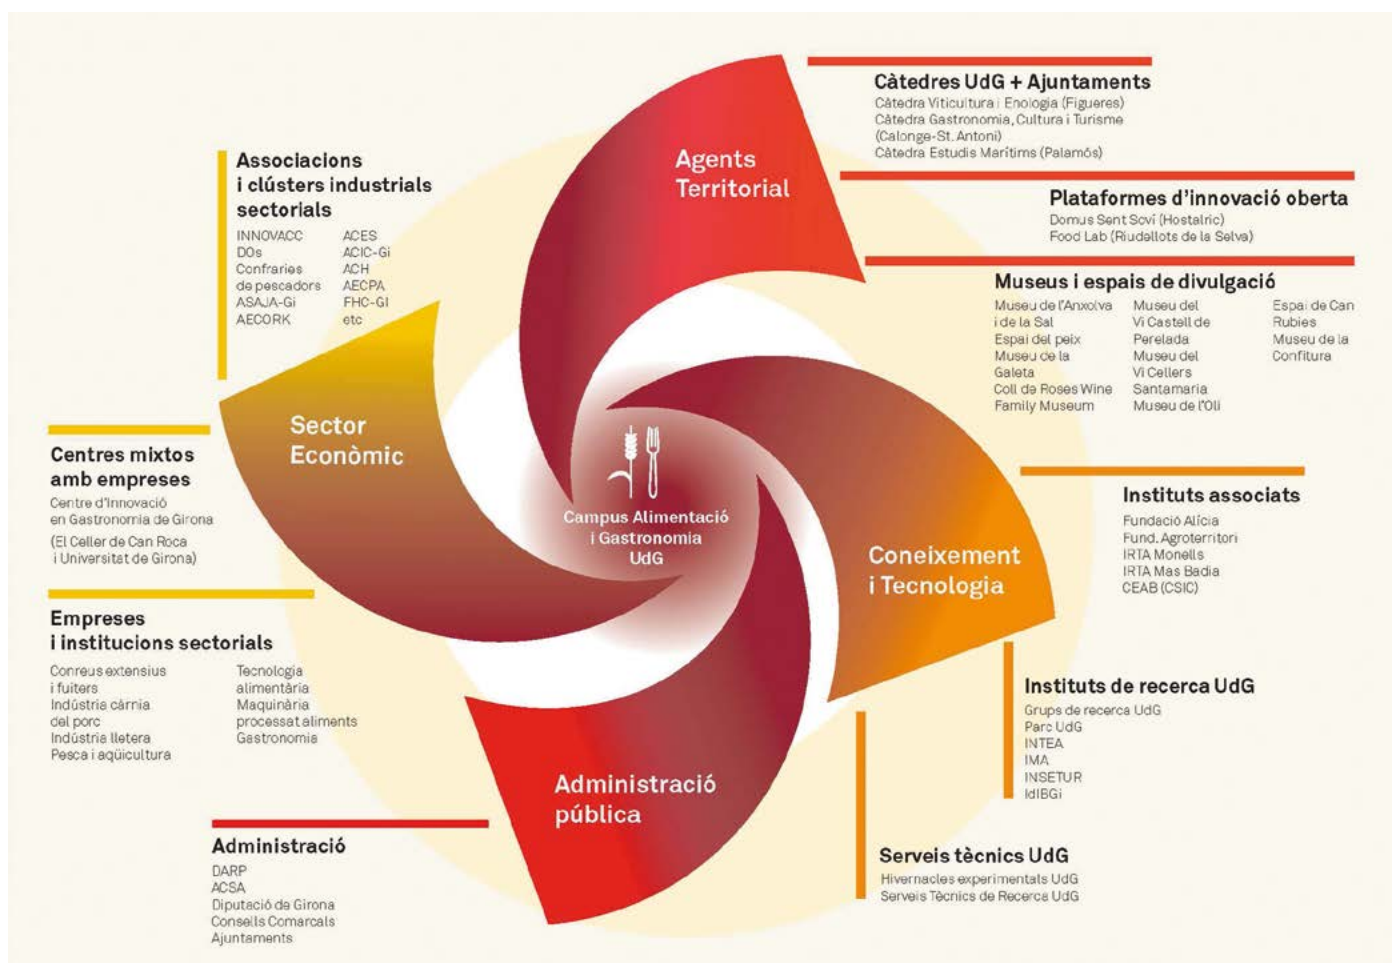 Agents
Territorial
Càtedres UdG + Ajuntaments
Càtedra Viticultura i Enologia (Figueres)
Càtedra Gastronomia, Cultura i Turisme
(Calonge-St. Antoni)
Càtedra Estudis Marítims (Palamós)
Plataformes d'innovació oberta
Domus Sent Soví (Hostalric)
Food Lab (Riudellots de la Selva)
Museus i espais de divulgació
Museu de l'Anxolva
i de la Sal
Espai del peix
Museu de la
Galeta
Coll de Roses Wine
Family Museum
Museu del
Vi Castell de
Perelada
Museu del
Vi Cellers
Santamaria
Museu de l'Oli
Espai de Can
Rubies
Museu de la
Confitura
Associacions
i clústers industrials
sectorials
INNOVACC
DOs
Confraries
de pescadors
ASAJA-Gi
AECORK
ACES
ACIC-Gi
ACH
AECPA
FHC-GI
etc
Sector
Econòmic
Centres mixtos
amb empreses
Centre d'Innovació
en Gastronomia de Girona
(El Celler de Can Roca
i Universitat de Girona)
Empreses
i institucions sectorials
Conreus extensius
i fuiters
Indústria càrnia
del porc
Indústria lletera
Pesca i aqüicultura
Tecnologia
alimentària
Maquinària
processat aliments
Gastronomia
Campus Alimentació
i Gastronomia
UdG
Coneixement
i Tecnologia
Instituts associats
Fundació Alícia
Fund. Agroterritori
IRTA Monells
IRTA Mas Badia
CEAB (CSIC)
Instituts de recerca UdG
Grups de recerca UdG
Parc UdG
INTEA
IMA
INSETUR
IdIBGi
Serveis tècnics UdG
Hivernacles experimentals UdG
Serveis Tècnics de Recerca UdG
Administració
pública
Administració
DARP
ACSA
Diputació de Girona
Consells Comarcals
Ajuntaments